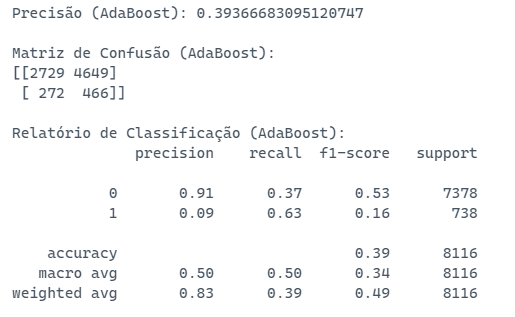 Precisão (AdaBoost): 0.39366683095120747
Matriz de Confusão (AdaBoost):
[[2729 4649]
 [ 272  466]]
Relatório de Classificação (AdaBoost):
              precision    recall  f1-score   support
           0       0.91      0.37      0.53      7378
           1       0.09      0.63      0.16       738
    accuracy                           0.39      8116
   macro avg       0.50      0.50      0.34      8116
weighted avg       0.83      0.39      0.49      8116